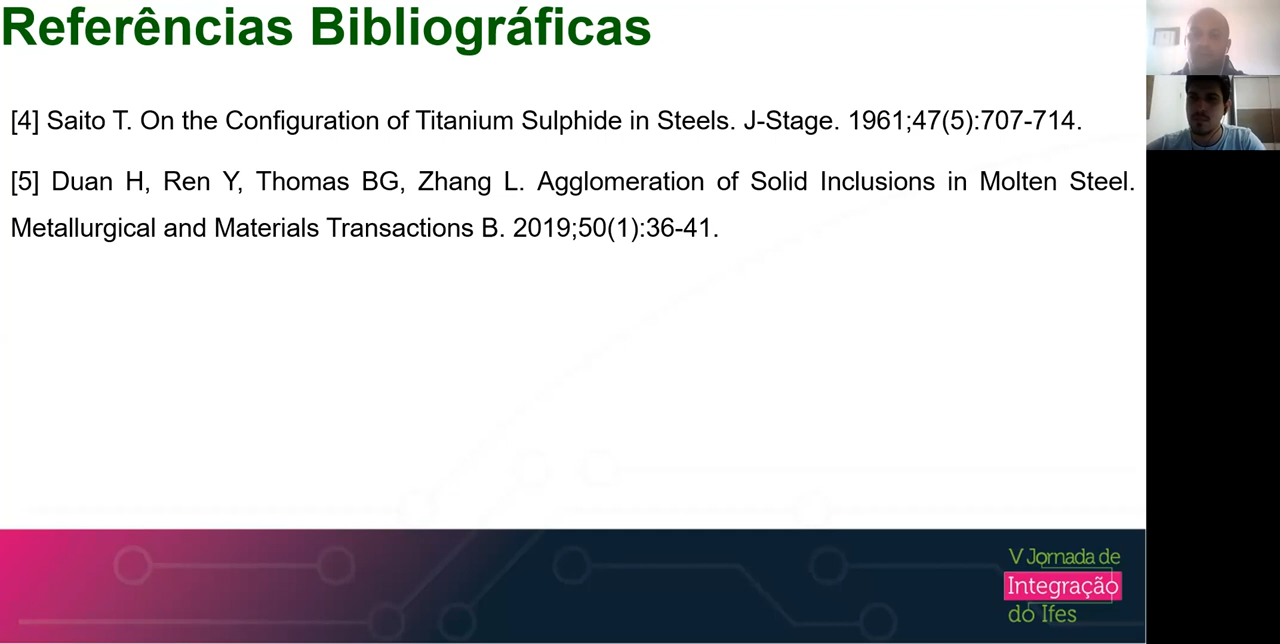 Referências Bibliográficas
[4] Saito T. On the Configuration of Titanium Sulphide in Steels. J-Stage. 1961;47(5):707-714.
[5] Duan H, Ren Y, Thomas BG, Zhang L. Agglomeration of Solid Inclusions in Molten Steel.
Metallurgical and Materials Transactions B. 2019;50(1):36-41.
V Jornada de
Integração
do Ifes